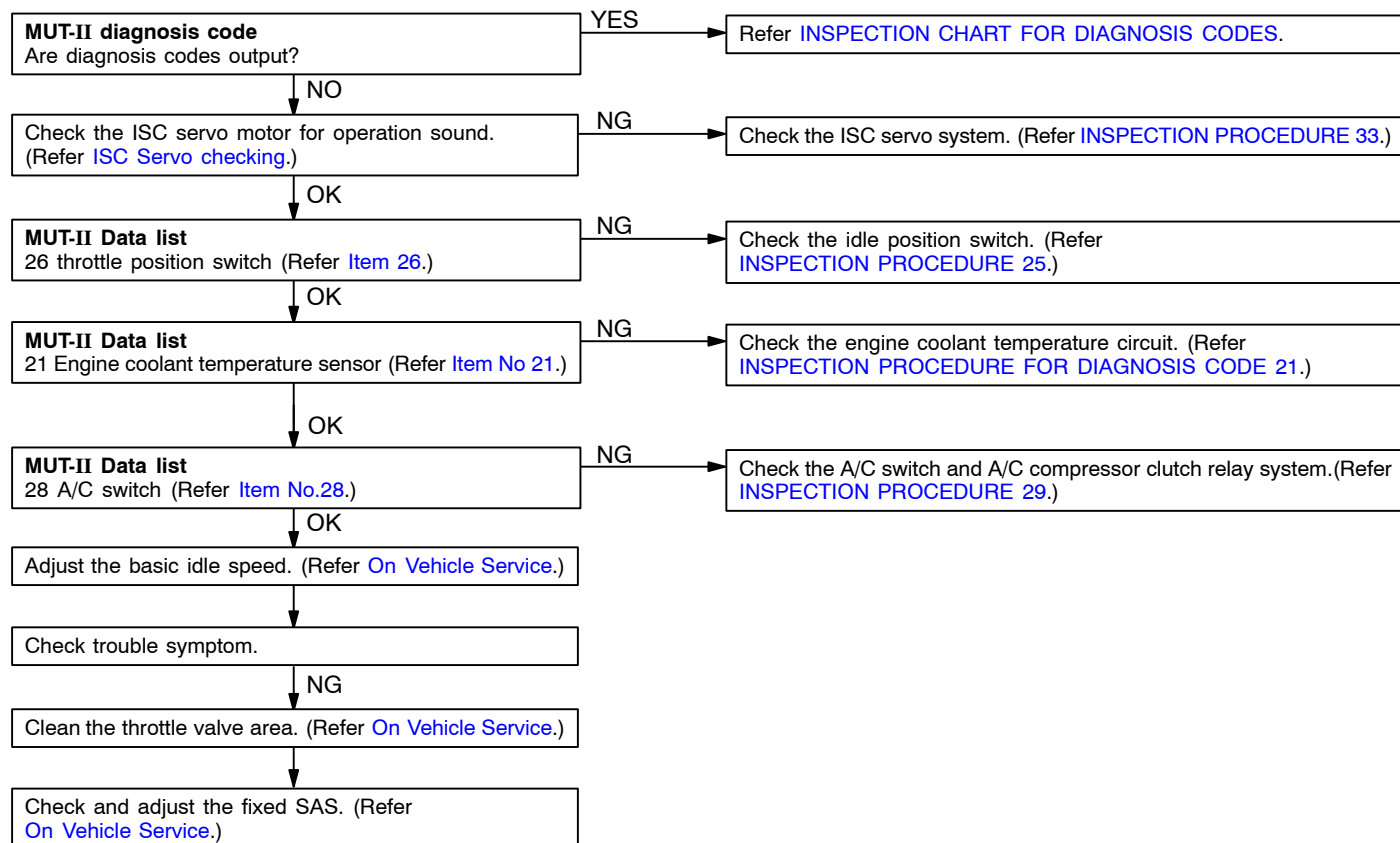 MUT-II diagnosis code
Are diagnosis codes output?
YES
Refer INSPECTION CHART FOR DIAGNOSIS CODES.
NO
Check the ISC servo motor for operation sound.
(Refer ISC Servo checking.)
NG
Check the ISC servo system. (Refer INSPECTION PROCEDURE 33.)
OK
MUT-II Data list
26 throttle position switch (Refer Item 26.)
NG
Check the idle position switch. (Refer
INSPECTION PROCEDURE 25.)
OK
MUT-II Data list
21 Engine coolant temperature sensor (Refer Item No 21.)
NG
Check the engine coolant temperature circuit. (Refer
INSPECTION PROCEDURE FOR DIAGNOSIS CODE 21.)
OK
MUT-II Data list
28 A/C switch (Refer Item No.28.)
NG
Check the A/C switch and A/C compressor clutch relay system.(Refer
INSPECTION PROCEDURE 29.)
OK
Adjust the basic idle speed. (Refer On Vehicle Service.)
Check trouble symptom.
NG
Clean the throttle valve area. (Refer On Vehicle Service.)
Check and adjust the fixed SAS. (Refer
On Vehicle Service.)